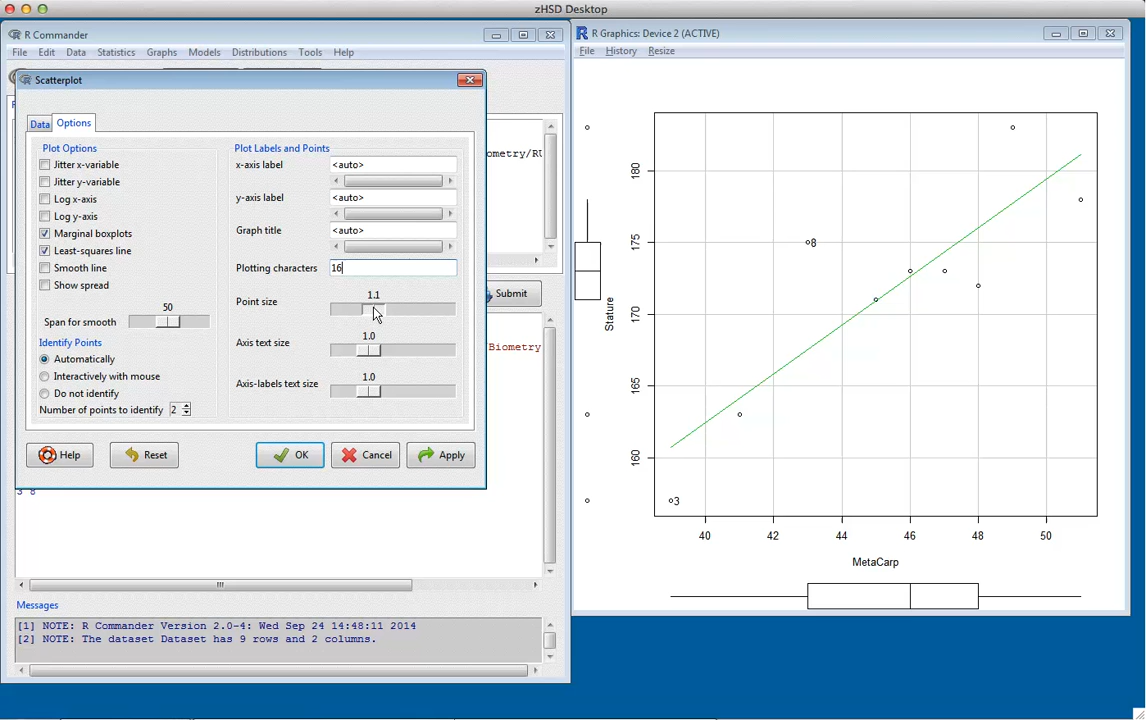 zHSD Desktop
R Commander
File Edit Data Statistics Graphs Models Distributions Tools Help
Scatterplot
Data Options
Plot Options
Jitter x-variable
Jitter y-variable
Log x-axis
Log y-axis
Marginal boxplots
Least-squares line
Smooth line
Show spread
50
Span for smooth
Identify Points
Automatically
Interactively with mouse
Do not identify
Number of points to identify 2
Plot Labels and Points
x-axis label <auto>
y-axis label <auto>
Graph title <auto>
Plotting characters 16
1.1
Point size
1.0
Axis text size
1.0
Axis-labels text size
Help Reset OK Cancel Apply
ometry/RU
Submit
Biometry
3 8
Messages
[1] NOTE: R Commander Version 2.0-4: Wed Sep 24 14:48:11 2014
[2] NOTE: The dataset Dataset has 9 rows and 2 columns.
R Graphics: Device 2 (ACTIVE)
File History Resize
180
175
170
165
160
Stature
8
3
40 42 44 46 48 50
MetaCarp